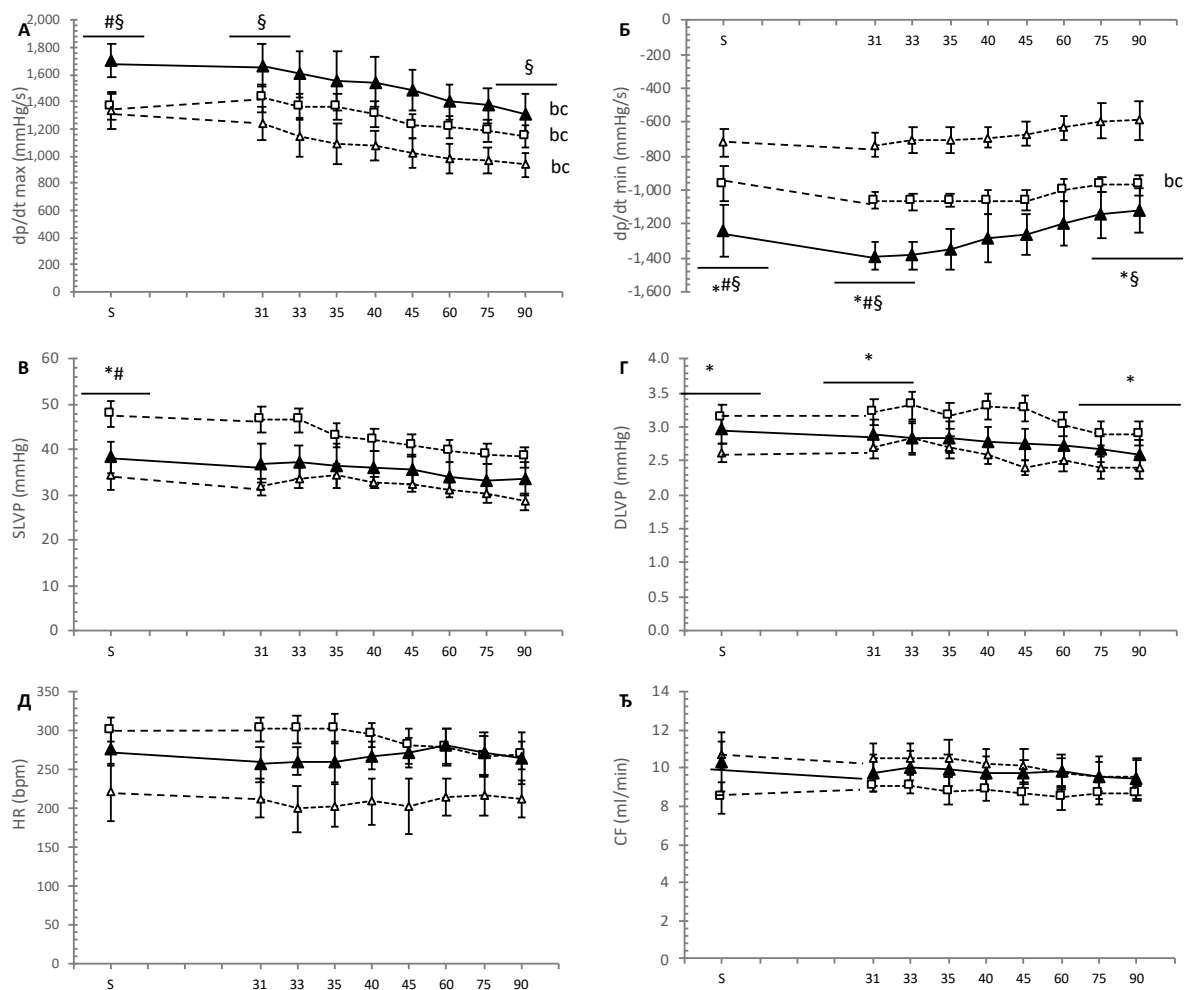 А
dp/dt max (mmHg/s)
2,000
1,800
1,600
1,400
1,200
1,000
800
600
400
200
0
#§
§
§
bc
bc
bc
S 31 33 35 40 45 60 75 90
Б
dp/dt min (mmHg/s)
0
-200
-400
-600
-800
-1,000
-1,200
-1,400
-1,600
S 31 33 35 40 45 60 75 90
bc
*#§
*#§
*§
В
SLVP (mmHg)
60
50
40
30
20
10
0
*#
S 31 33 35 40 45 60 75 90
Г
DLVP (mmHg)
4.0
3.5
3.0
2.5
2.0
1.5
1.0
0.5
0.0
*
*
*
S 31 33 35 40 45 60 75 90
Д
HR (bpm)
350
300
250
200
150
100
50
0
S 31 33 35 40 45 60 75 90
Ђ
CF (ml/min)
14
12
10
8
6
4
2
0
S 31 33 35 40 45 60 75 90